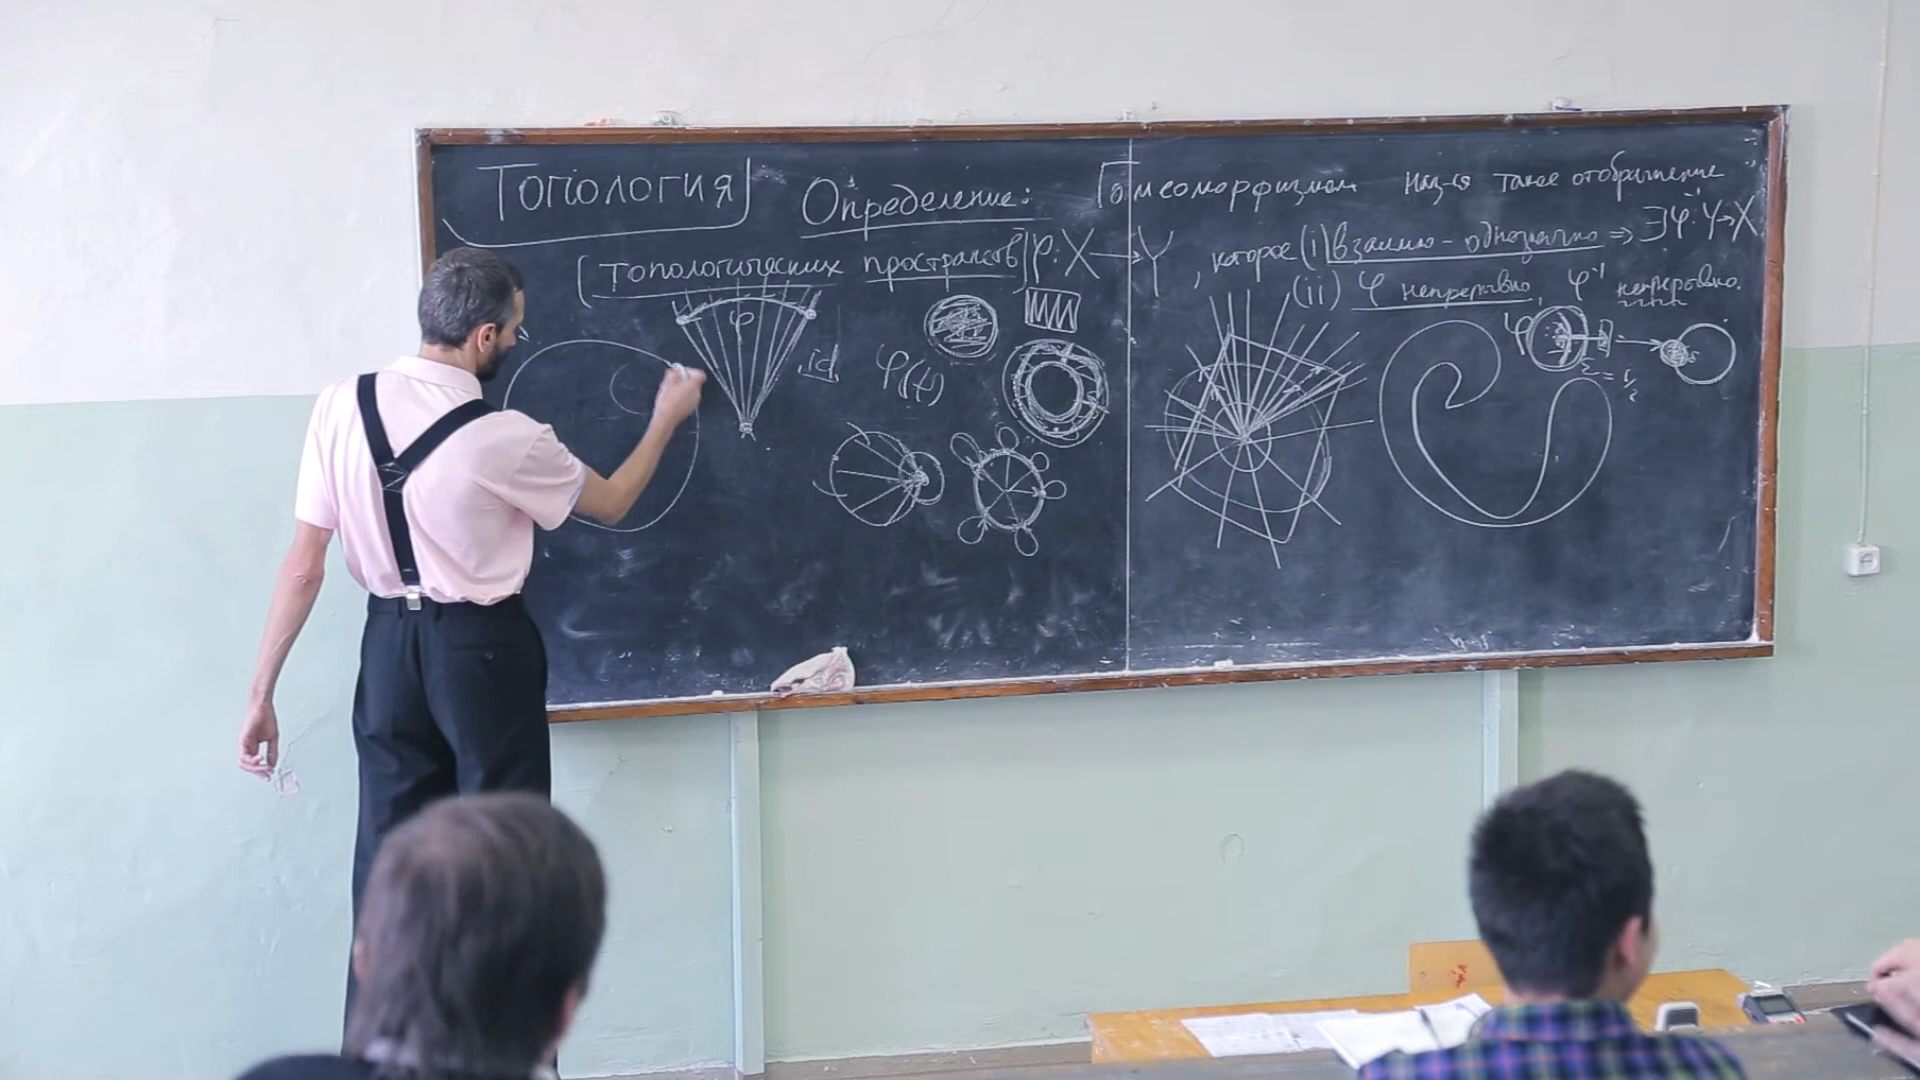 Топология
Определение: Гомеоморфизмом наз-ся такое отображение
(топологических пространств) φ: X → Y, которое (i) взаимно-однозначно ⇒ ∃φ⁻¹: Y→X
(ii) φ непрерывно, φ⁻¹ непрерывно.
φ
id
φ(t)
φ